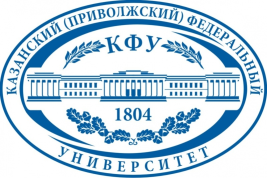 КАЗАНСКИЙ (ПРИВОЛЖСКИЙ) ФЕДЕРАЛЬНЫЙ
КФУ
1804
УНИВЕРСИТЕТ